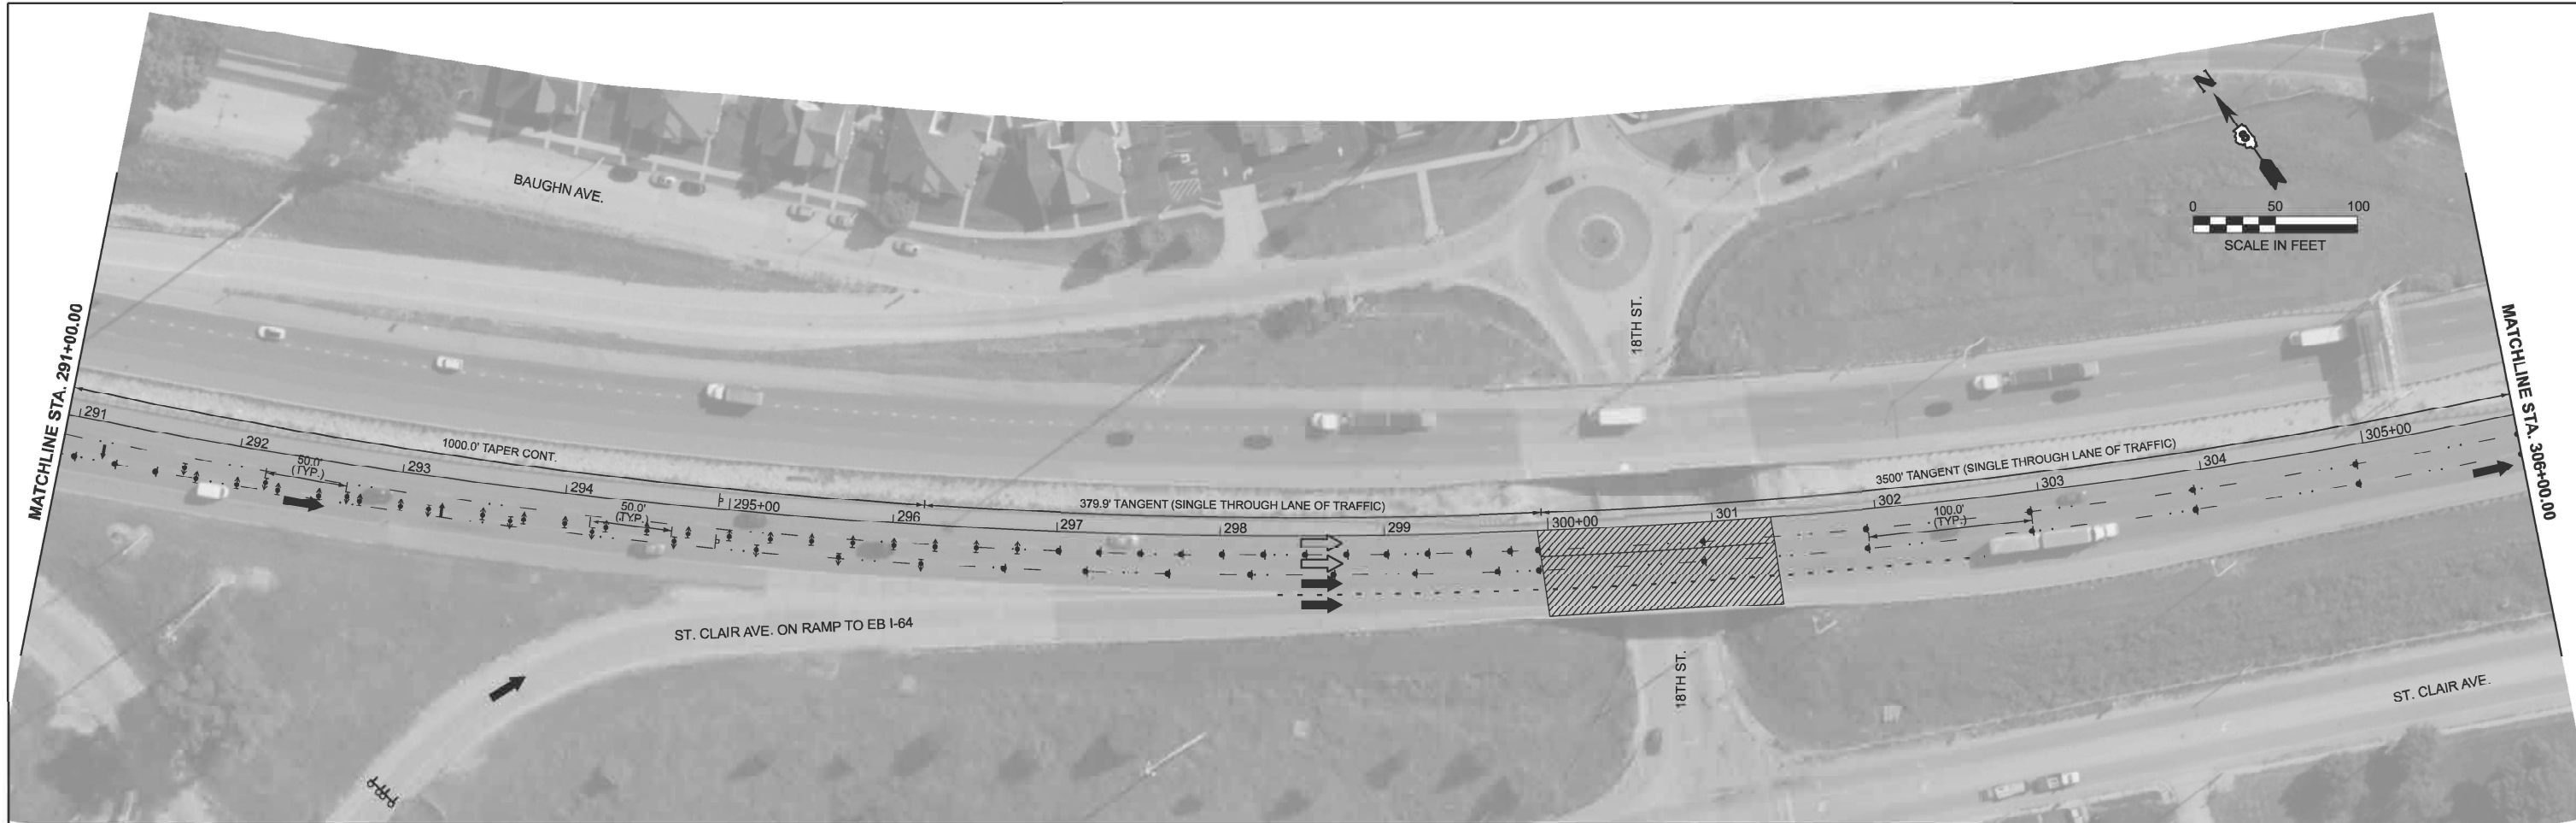 N
0 50 100
SCALE IN FEET
BAUGHN AVE.
18TH ST.
MATCHLINE STA. 291+00.00
MATCHLINE STA. 306+00.00
291
292
293
294
295+00
296
297
298
299
300+00
301
302
303
304
305+00
1000.0' TAPER CONT.
379.9' TANGENT (SINGLE THROUGH LANE OF TRAFFIC)
3500' TANGENT (SINGLE THROUGH LANE OF TRAFFIC)
50.0'
(TYP.)
50.0'
(TYP.)
100.0'
(TYP.)
ST. CLAIR AVE. ON RAMP TO EB I-64
18TH ST.
ST. CLAIR AVE.